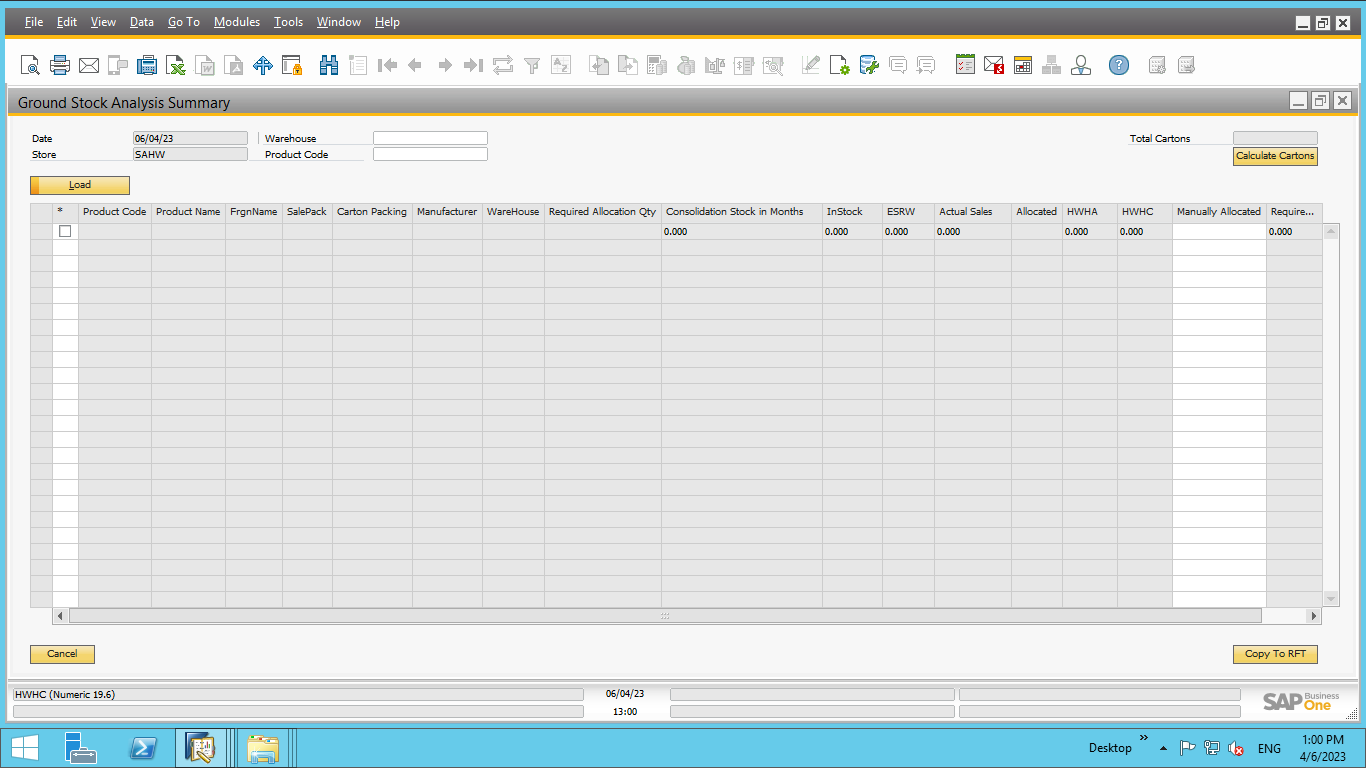 File Edit View Data Go To Modules Tools Window Help
Ground Stock Analysis Summary
Date 06/04/23 Warehouse Total Cartons
Store SAHW Product Code Calculate Cartons
Load
* Product Code Product Name FrgnName SalePack Carton Packing Manufacturer WareHouse Required Allocation Qty Consolidation Stock in Months InStock ESRW Actual Sales Allocated HWHA HWHC Manually Allocated Require...
0.000 0.000 0.000 0.000 0.000 0.000 0.000
Cancel Copy To RFT
HWHC (Numeric 19.6) 06/04/23
13:00
SAP Business One
Desktop ENG 1:00 PM
4/6/2023